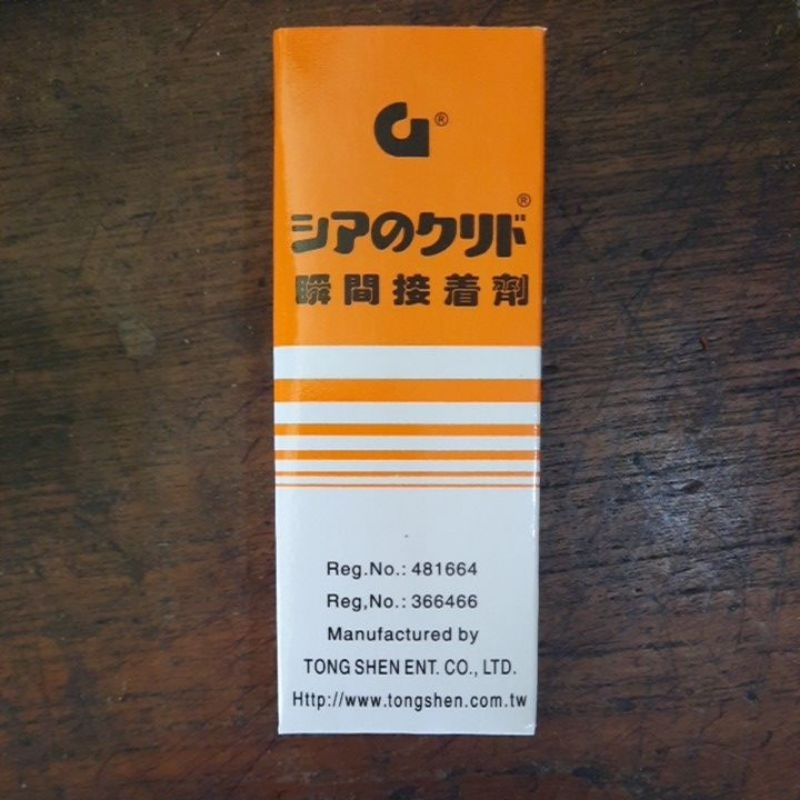 ®
シアのクリド®
瞬間接着劑
Reg.No.: 481664
Reg,No.: 366466
Manufactured by
TONG SHEN ENT. CO., LTD.
Http://www.tongshen.com.tw